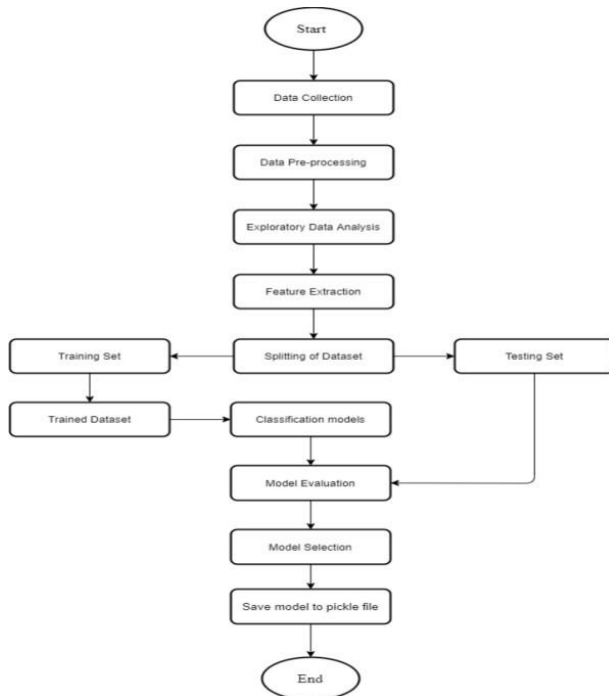 Start
Data Collection
Data Pre-processing
Exploratory Data Analysis
Feature Extraction
Training Set
Splitting of Dataset
Testing Set
Trained Dataset
Classification models
Model Evaluation
Model Selection
Save model to pickle file
End